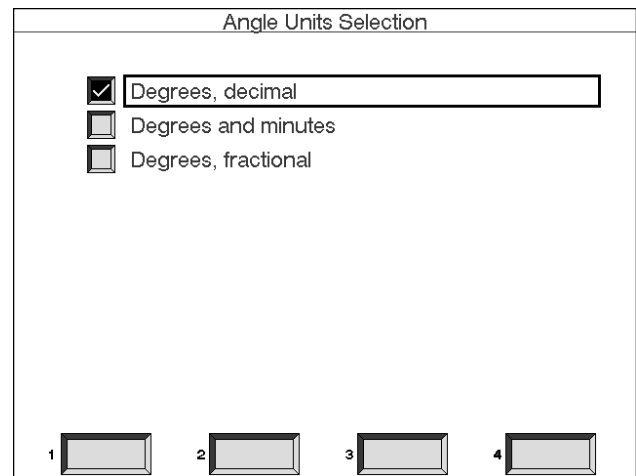 Angle Units Selection
Degrees, decimal
Degrees and minutes
Degrees, fractional
1 2 3 4